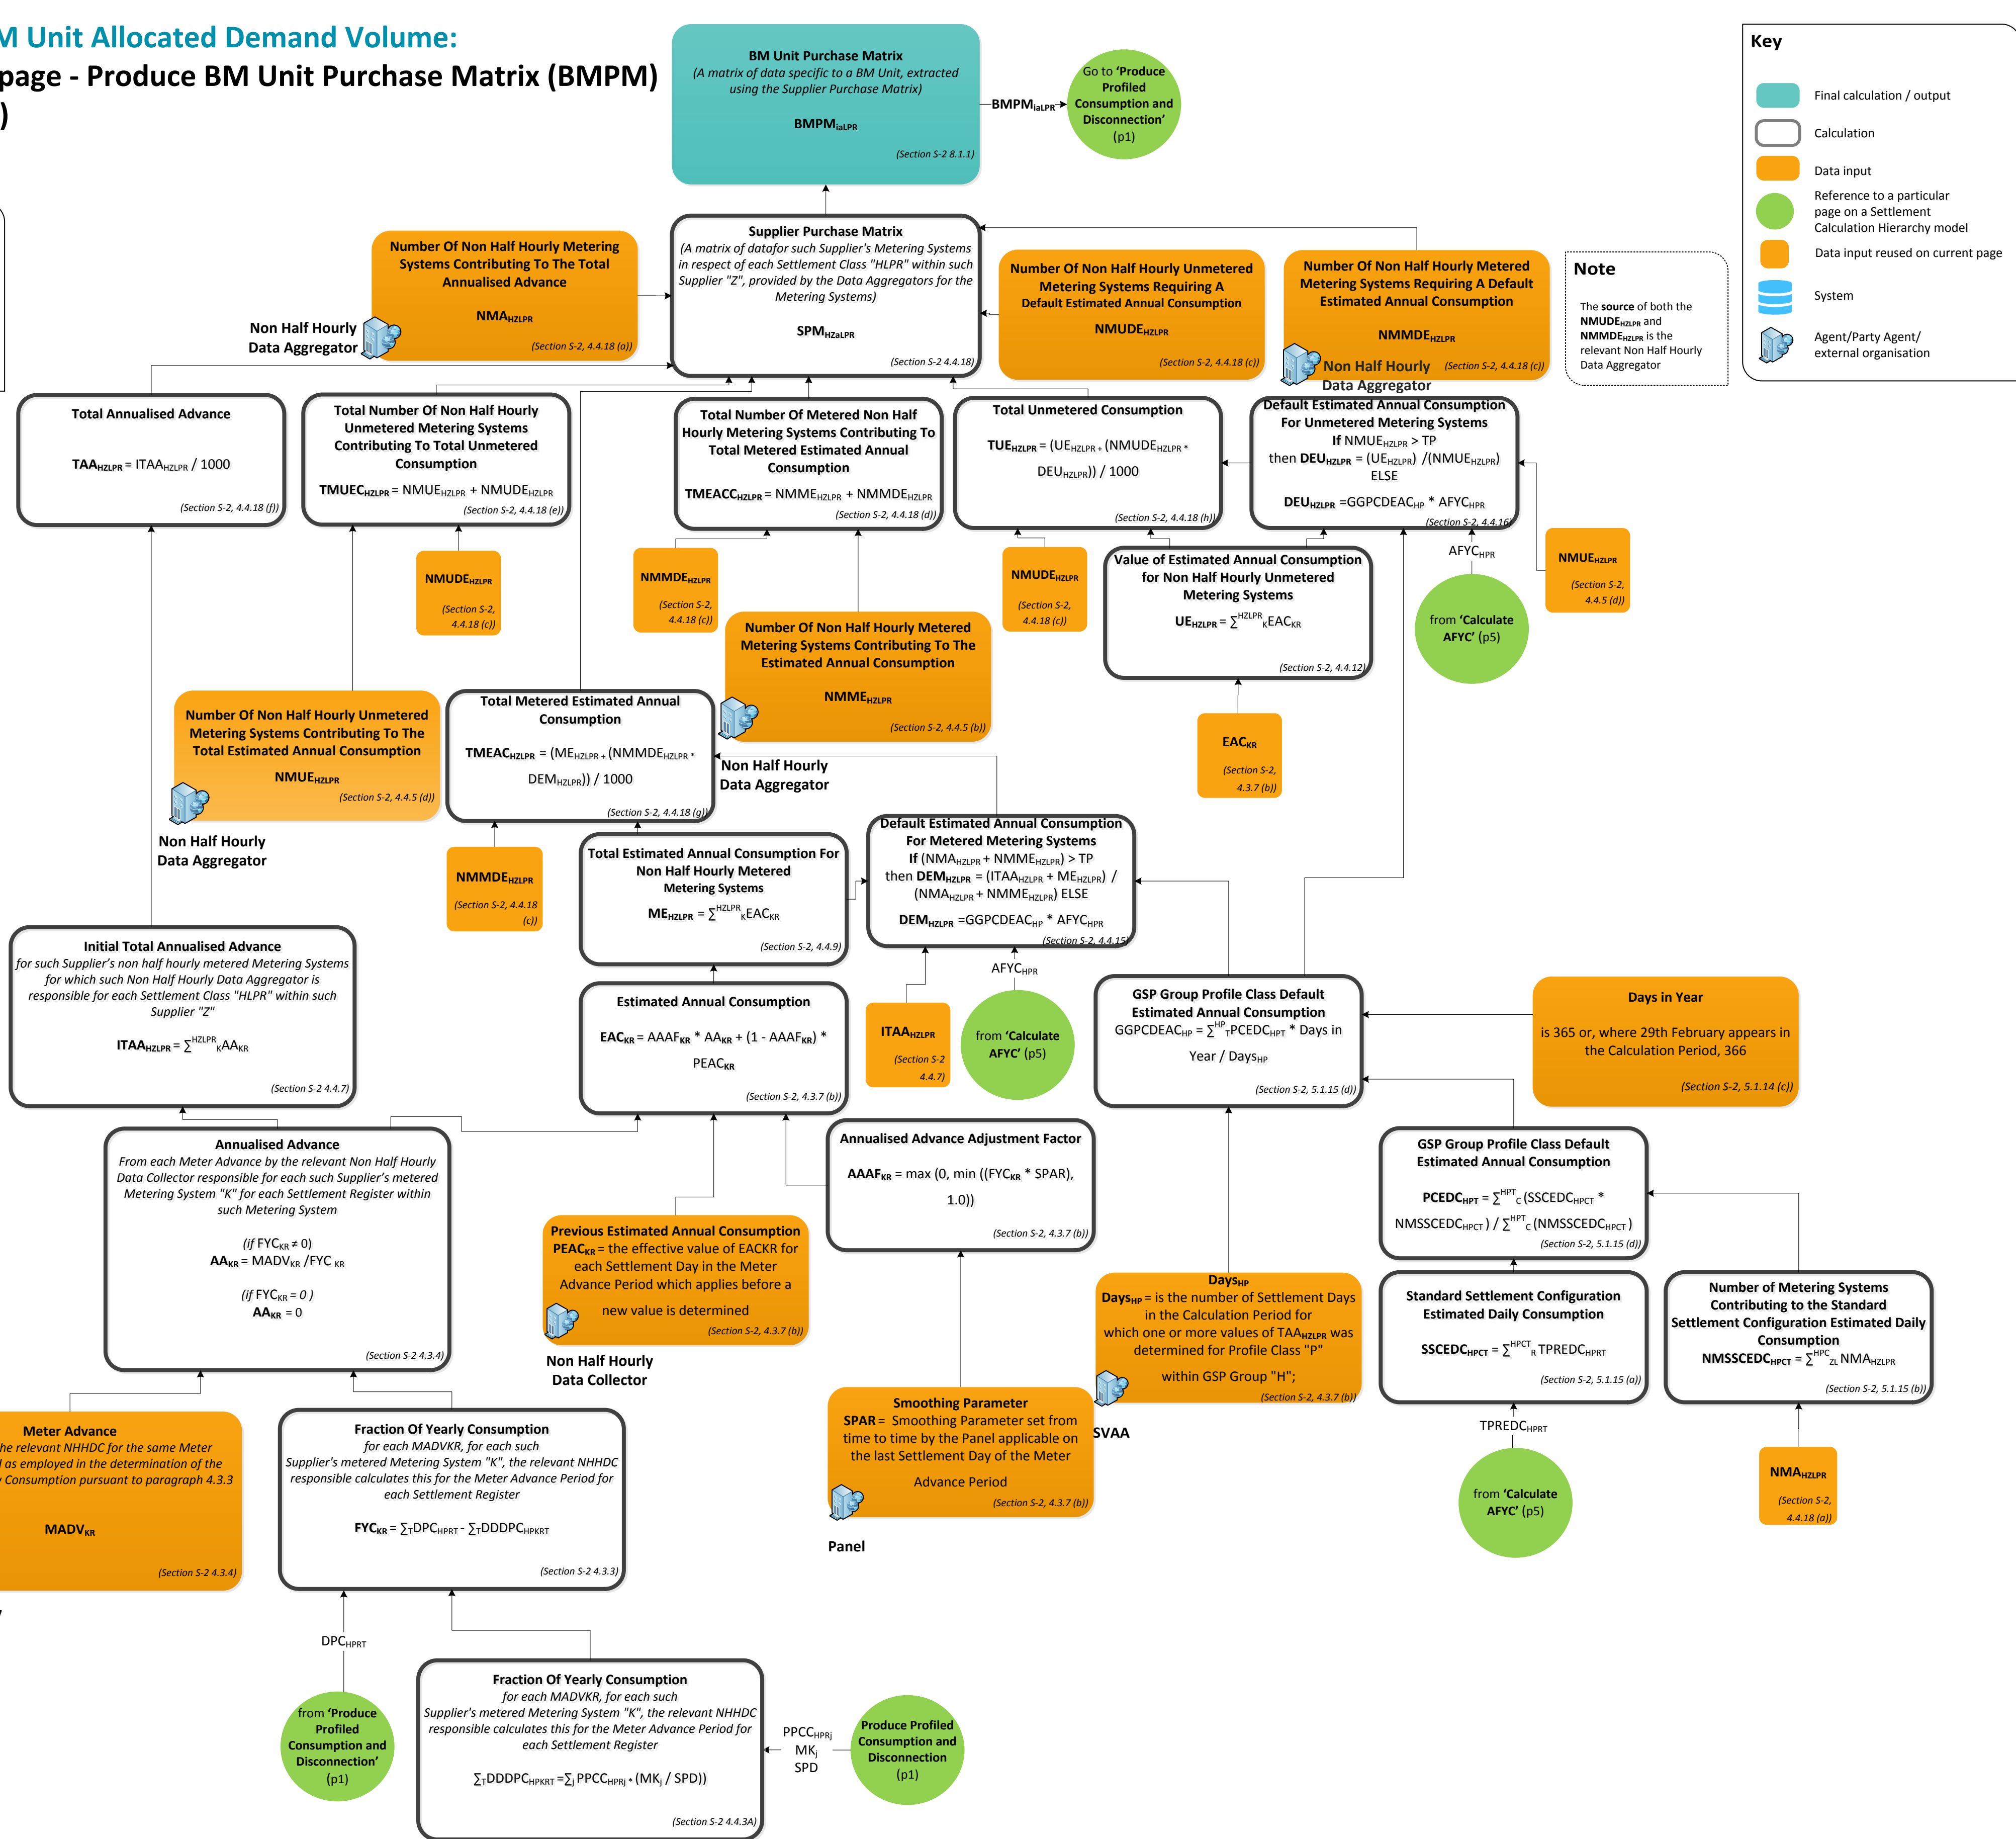 M Unit Allocated Demand Volume:
page - Produce BM Unit Purchase Matrix (BMPM)
)
BM Unit Purchase Matrix
(A matrix of data specific to a BM Unit, extracted
using the Supplier Purchase Matrix)
BMPMiaLPR
(Section S-2 8.1.1)
BMPMiaLPR
Go to 'Produce
Profiled
Consumption and
Disconnection'
(p1)
Key
Final calculation / output
Calculation
Data input
Reference to a particular
page on a Settlement
Calculation Hierarchy model
Data input reused on current page
System
Agent/Party Agent/
external organisation
Number Of Non Half Hourly Metering
Systems Contributing To The Total
Annualised Advance
NMAHZLPR
(Section S-2, 4.4.18 (a))
Non Half Hourly
Data Aggregator
Supplier Purchase Matrix
(A matrix of datafor such Supplier's Metering Systems
in respect of each Settlement Class "HLPR" within such
Supplier "Z", provided by the Data Aggregators for the
Metering Systems)
SPMHZaLPR
(Section S-2 4.4.18)
Number Of Non Half Hourly Unmetered
Metering Systems Requiring A
Default Estimated Annual Consumption
NMUDEHZLPR
(Section S-2, 4.4.18 (c))
Number Of Non Half Hourly Metered
Metering Systems Requiring A Default
Estimated Annual Consumption
NMMDEHZLPR
(Section S-2, 4.4.18 (c))
Non Half Hourly
Data Aggregator
Note
The source of both the
NMUDEHZLPR and
NMMDEHZLPR is the
relevant Non Half Hourly
Data Aggregator
Total Annualised Advance
TAAHZLPR = ITAAHZLPR / 1000
(Section S-2, 4.4.18 (f))
Total Number Of Non Half Hourly
Unmetered Metering Systems
Contributing To Total Unmetered
Consumption
TMUECHZLPR = NMUEHZLPR + NMUDEHZLPR
(Section S-2, 4.4.18 (e))
Total Number Of Metered Non Half
Hourly Metering Systems Contributing To
Total Metered Estimated Annual
Consumption
TMEACCHZLPR = NMMEHZLPR + NMMDEHZLPR
(Section S-2, 4.4.18 (d))
Total Unmetered Consumption
TUEHZLPR = (UEHZLPR + (NMUDEHZLPR *
DEUHZLPR)) / 1000
(Section S-2, 4.4.18 (h))
Default Estimated Annual Consumption
For Unmetered Metering Systems
If NMUEHZLPR > TP
then DEUHZLPR = (UEHZLPR) /(NMUEHZLPR)
ELSE
DEUHZLPR =GGPCDEACHP * AFYCHPR
(Section S-2, 4.4.16)
NMUDEHZLPR
(Section S-2,
4.4.18 (c))
NMMDEHZLPR
(Section S-2,
4.4.18 (c))
Number Of Non Half Hourly Metered
Metering Systems Contributing To The
Estimated Annual Consumption
NMMEHZLPR
(Section S-2, 4.4.5 (b))
Non Half Hourly
Data Aggregator
NMUDEHZLPR
(Section S-2,
4.4.18 (c))
Value of Estimated Annual Consumption
for Non Half Hourly Unmetered
Metering Systems
UEHZLPR = ∑HZLPRKEACKR
(Section S-2, 4.4.12)
AFYCHPR
from 'Calculate
AFYC' (p5)
NMUEHZLPR
(Section S-2,
4.4.5 (d))
Number Of Non Half Hourly Unmetered
Metering Systems Contributing To The
Total Estimated Annual Consumption
NMUEHZLPR
(Section S-2, 4.4.5 (d))
Non Half Hourly
Data Aggregator
Total Metered Estimated Annual
Consumption
TMEACHZLPR = (MEHZLPR + (NMMDEHZLPR *
DEMHZLPR)) / 1000
(Section S-2, 4.4.18 (g))
EACKR
(Section S-2,
4.3.7 (b))
NMMDEHZLPR
(Section S-2, 4.4.18
(c))
Total Estimated Annual Consumption For
Non Half Hourly Metered
Metering Systems
MEHZLPR = ∑HZLPRKEACKR
(Section S-2, 4.4.9)
Default Estimated Annual Consumption
For Metered Metering Systems
If (NMAHZLPR + NMMEHZLPR) > TP
then DEMHZLPR = (ITAAHZLPR + MEHZLPR) /
(NMAHZLPR + NMMEHZLPR) ELSE
DEMHZLPR =GGPCDEACHP * AFYCHPR
(Section S-2, 4.4.15)
Initial Total Annualised Advance
for such Supplier's non half hourly metered Metering Systems
for which such Non Half Hourly Data Aggregator is
responsible for each Settlement Class "HLPR" within such
Supplier "Z"
ITAAHZLPR = ∑HZLPRKAAKR
(Section S-2 4.4.7)
Estimated Annual Consumption
EACKR = AAAFKR * AAKR + (1 - AAAFKR) *
PEACKR
(Section S-2, 4.3.7 (b))
ITAAHZLPR
(Section S-2
4.4.7)
AFYCHPR
from 'Calculate
AFYC' (p5)
GSP Group Profile Class Default
Estimated Annual Consumption
GGPCDEACHP = ∑HPTPCEDCHPT * Days in
Year / DaysHP
(Section S-2, 5.1.15 (d))
Days in Year
is 365 or, where 29th February appears in
the Calculation Period, 366
(Section S-2, 5.1.14 (c))
Annualised Advance
From each Meter Advance by the relevant Non Half Hourly
Data Collector responsible for each such Supplier's metered
Metering System "K" for each Settlement Register within
such Metering System
(if FYCKR ≠ 0)
AAKR = MADVKR /FYC KR
(if FYCKR = 0 )
AAKR = 0
(Section S-2 4.3.4)
Annualised Advance Adjustment Factor
AAAFKR = max (0, min ((FYCKR * SPAR),
1.0))
(Section S-2, 4.3.7 (b))
GSP Group Profile Class Default
Estimated Annual Consumption
PCEDCHPT = ∑HPTC (SSCEDCHPCT *
NMSSCEDCHPCT ) / ∑HPTC (NMSSCEDCHPCT )
(Section S-2, 5.1.15 (d))
Previous Estimated Annual Consumption
PEACKR = the effective value of EACKR for
each Settlement Day in the Meter
Advance Period which applies before a
new value is determined
(Section S-2, 4.3.7 (b))
Non Half Hourly
Data Collector
DaysHP
DaysHP = is the number of Settlement Days
in the Calculation Period for
which one or more values of TAAHZLPR was
determined for Profile Class "P"
within GSP Group "H";
(Section S-2, 4.3.7 (b))
SVAA
Standard Settlement Configuration
Estimated Daily Consumption
SSCEDCHPCT = ∑HPCTR TPREDCHPRT
(Section S-2, 5.1.15 (a))
Number of Metering Systems
Contributing to the Standard
Settlement Configuration Estimated Daily
Consumption
NMSSCEDCHPCT = ∑HPCZL NMAHZLPR
(Section S-2, 5.1.15 (b))
Smoothing Parameter
SPAR = Smoothing Parameter set from
time to time by the Panel applicable on
the last Settlement Day of the Meter
Advance Period
(Section S-2, 4.3.7 (b))
Panel
Meter Advance
he relevant NHHDC for the same Meter
d as employed in the determination of the
y Consumption pursuant to paragraph 4.3.3
MADVKR
(Section S-2 4.3.4)
Fraction Of Yearly Consumption
for each MADVKR, for each such
Supplier's metered Metering System "K", the relevant NHHDC
responsible calculates this for the Meter Advance Period for
each Settlement Register
FYCKR = ∑TDPCHPRT - ∑TDDDPCHPKRT
(Section S-2 4.3.3)
TPREDCHPRT
from 'Calculate
AFYC' (p5)
NMAHZLPR
(Section S-2,
4.4.18 (a))
DPCHPRT
from 'Produce
Profiled
Consumption and
Disconnection'
(p1)
Fraction Of Yearly Consumption
for each MADVKR, for each such
Supplier's metered Metering System "K", the relevant NHHDC
responsible calculates this for the Meter Advance Period for
each Settlement Register
∑TDDDPCHPKRT =∑j PPCCHPRj * (MKj / SPD))
(Section S-2 4.4.3A)
PPCCHPRj
MKj
SPD
Produce Profiled
Consumption and
Disconnection
(p1)